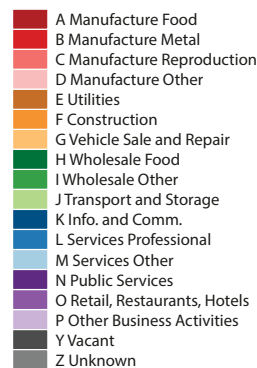 A Manufacture Food
B Manufacture Metal
C Manufacture Reproduction
D Manufacture Other
E Utilities
F Construction
G Vehicle Sale and Repair
H Wholesale Food
I Wholesale Other
J Transport and Storage
K Info. and Comm.
L Services Professional
M Services Other
N Public Services
O Retail, Restaurants, Hotels
P Other Business Activities
Y Vacant
Z Unknown